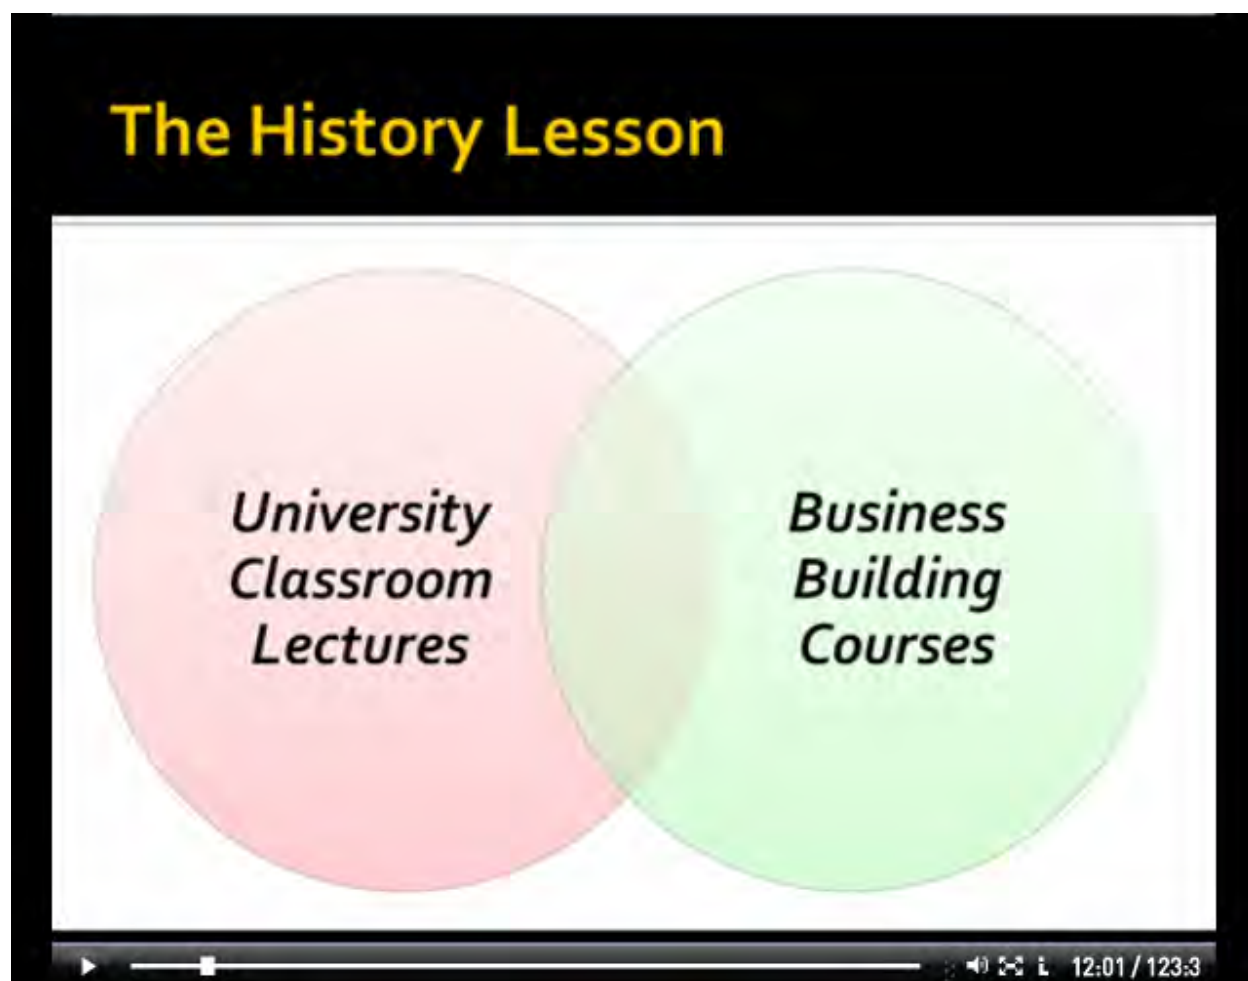 The History Lesson
University
Classroom
Lectures
Business
Building
Courses
12:01 / 123:3